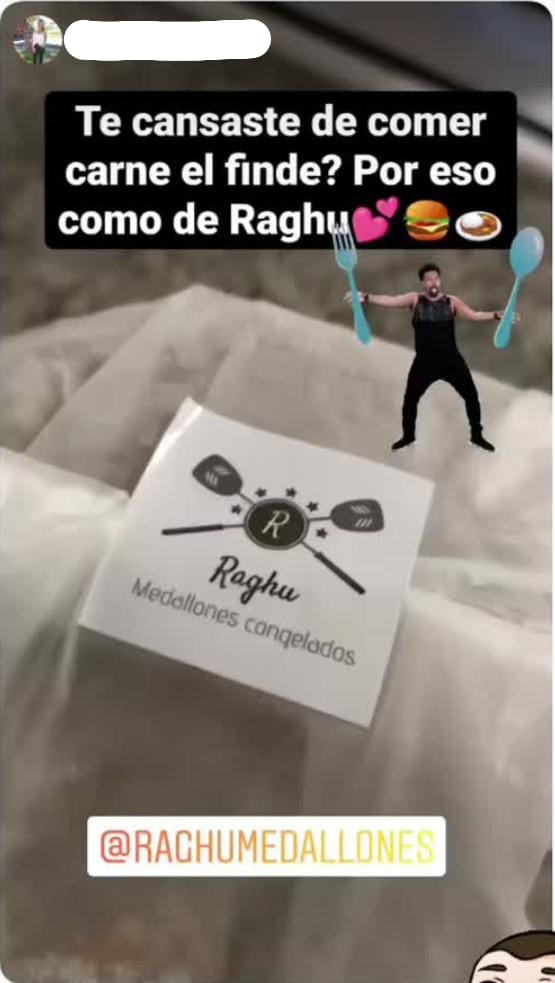 Te cansaste de comer
carne el finde? Por eso
como de Raghu💕🍔🍛
R
Raghu
Medallones congelados
@RAGHUMEDALLONES